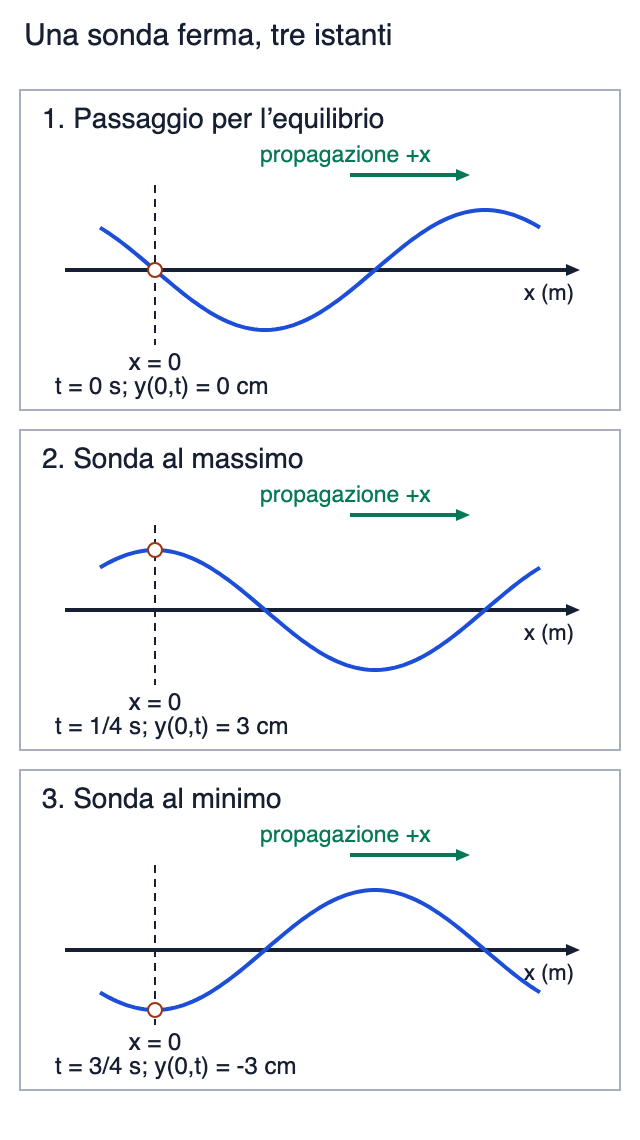 Una sonda ferma, tre istanti
1. Passaggio per l’equilibrio
propagazione +x
x (m)
x = 0
t = 0 s; y(0,t) = 0 cm
2. Sonda al massimo
propagazione +x
x (m)
x = 0
t = 1/4 s; y(0,t) = 3 cm
3. Sonda al minimo
propagazione +x
x (m)
x = 0
t = 3/4 s; y(0,t) = -3 cm